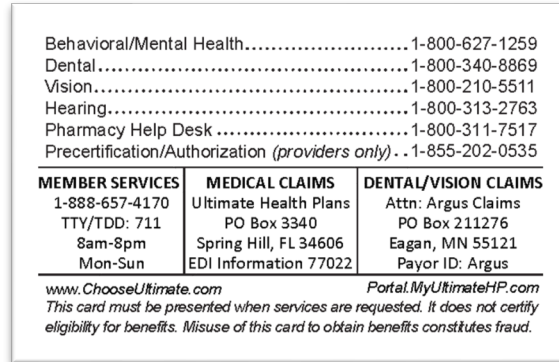 Behavioral/Mental Health.......................1-800-627-1259
Dental...............................................1-800-340-8869
Vision................................................1-800-210-5511
Hearing..............................................1-800-313-2763
Pharmacy Help Desk ...........................1-800-311-7517
Precertification/Authorization (providers only)..1-855-202-0535
MEMBER SERVICES
1-888-657-4170
TTY/TDD: 711
8am-8pm
Mon-Sun
MEDICAL CLAIMS
Ultimate Health Plans
PO Box 3340
Spring Hill, FL 34606
EDI Information 77022
DENTAL/VISION CLAIMS
Attn: Argus Claims
PO Box 211276
Eagan, MN 55121
Payor ID: Argus
www.ChooseUltimate.com
Portal.MyUltimateHP.com
This card must be presented when services are requested. It does not certify
eligibility for benefits. Misuse of this card to obtain benefits constitutes fraud.